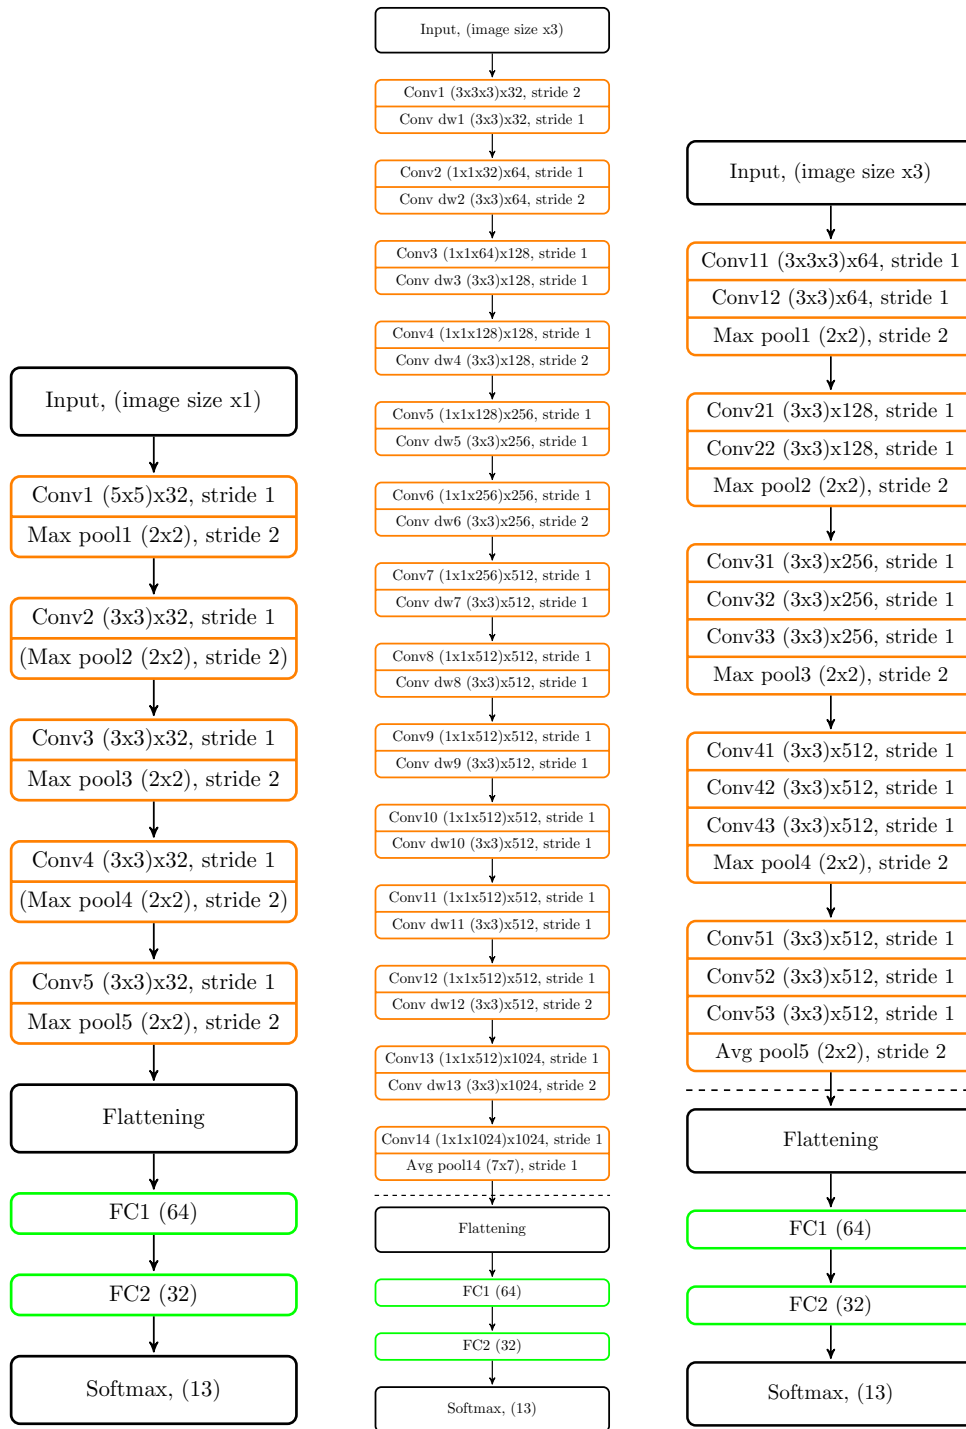 Input, (image size x1)
Conv1 (5x5)x32, stride 1
Max pool1 (2x2), stride 2
Conv2 (3x3)x32, stride 1
(Max pool2 (2x2), stride 2)
Conv3 (3x3)x32, stride 1
Max pool3 (2x2), stride 2
Conv4 (3x3)x32, stride 1
(Max pool4 (2x2), stride 2)
Conv5 (3x3)x32, stride 1
Max pool5 (2x2), stride 2
Flattening
FC1 (64)
FC2 (32)
Softmax, (13)
Input, (image size x3)
Conv1 (3x3x3)x32, stride 2
Conv dw1 (3x3)x32, stride 1
Conv2 (1x1x32)x64, stride 1
Conv dw2 (3x3)x64, stride 2
Conv3 (1x1x64)x128, stride 1
Conv dw3 (3x3)x128, stride 1
Conv4 (1x1x128)x128, stride 1
Conv dw4 (3x3)x128, stride 2
Conv5 (1x1x128)x256, stride 1
Conv dw5 (3x3)x256, stride 1
Conv6 (1x1x256)x256, stride 1
Conv dw6 (3x3)x256, stride 2
Conv7 (1x1x256)x512, stride 1
Conv dw7 (3x3)x512, stride 1
Conv8 (1x1x512)x512, stride 1
Conv dw8 (3x3)x512, stride 1
Conv9 (1x1x512)x512, stride 1
Conv dw9 (3x3)x512, stride 1
Conv10 (1x1x512)x512, stride 1
Conv dw10 (3x3)x512, stride 1
Conv11 (1x1x512)x512, stride 1
Conv dw11 (3x3)x512, stride 1
Conv12 (1x1x512)x512, stride 1
Conv dw12 (3x3)x512, stride 2
Conv13 (1x1x512)x1024, stride 1
Conv dw13 (3x3)x1024, stride 2
Conv14 (1x1x1024)x1024, stride 1
Avg pool14 (7x7), stride 1
Flattening
FC1 (64)
FC2 (32)
Softmax, (13)
Input, (image size x3)
Conv11 (3x3x3)x64, stride 1
Conv12 (3x3)x64, stride 1
Max pool1 (2x2), stride 2
Conv21 (3x3)x128, stride 1
Conv22 (3x3)x128, stride 1
Max pool2 (2x2), stride 2
Conv31 (3x3)x256, stride 1
Conv32 (3x3)x256, stride 1
Conv33 (3x3)x256, stride 1
Max pool3 (2x2), stride 2
Conv41 (3x3)x512, stride 1
Conv42 (3x3)x512, stride 1
Conv43 (3x3)x512, stride 1
Max pool4 (2x2), stride 2
Conv51 (3x3)x512, stride 1
Conv52 (3x3)x512, stride 1
Conv53 (3x3)x512, stride 1
Avg pool5 (2x2), stride 2
Flattening
FC1 (64)
FC2 (32)
Softmax, (13)